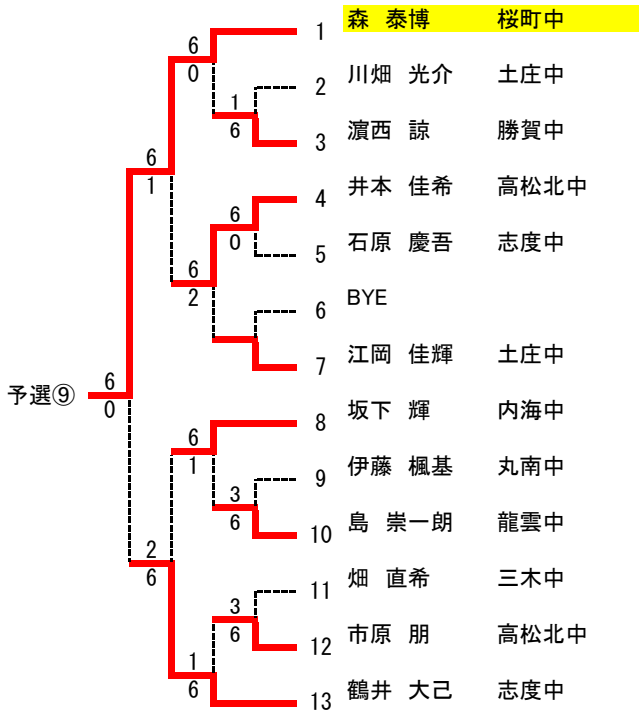 1 森 泰博 桜町中
6
0
2 川畑 光介 土庄中
1
6
3 濵西 諒 勝賀中
6
1
4 井本 佳希 高松北中
6
0
5 石原 慶吾 志度中
6
2
6 BYE
7 江岡 佳輝 土庄中
予選⑨
6
0
8 坂下 輝 内海中
6
1
9 伊藤 楓基 丸南中
3
6
10 島 崇一朗 龍雲中
2
6
11 畑 直希 三木中
3
6
12 市原 朋 高松北中
1
6
13 鶴井 大己 志度中